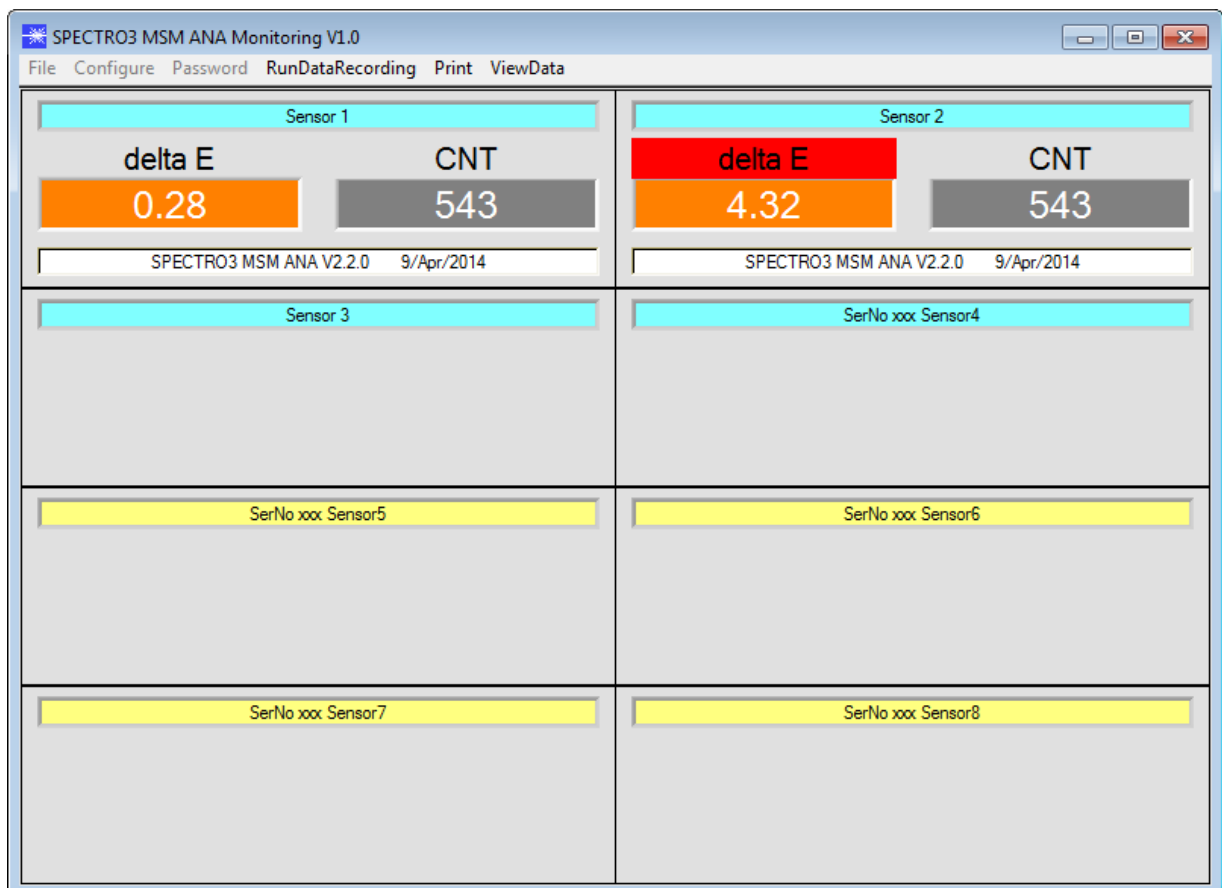 SPECTRO3 MSM ANA Monitoring V1.0
File Configure Password RunDataRecording Print ViewData
Sensor 1
delta E CNT
0.28 543
SPECTRO3 MSM ANA V2.2.0 9/Apr/2014
Sensor 2
delta E CNT
4.32 543
SPECTRO3 MSM ANA V2.2.0 9/Apr/2014
Sensor 3
SerNo xxx Sensor4
SerNo xxx Sensor5
SerNo xxx Sensor6
SerNo xxx Sensor7
SerNo xxx Sensor8